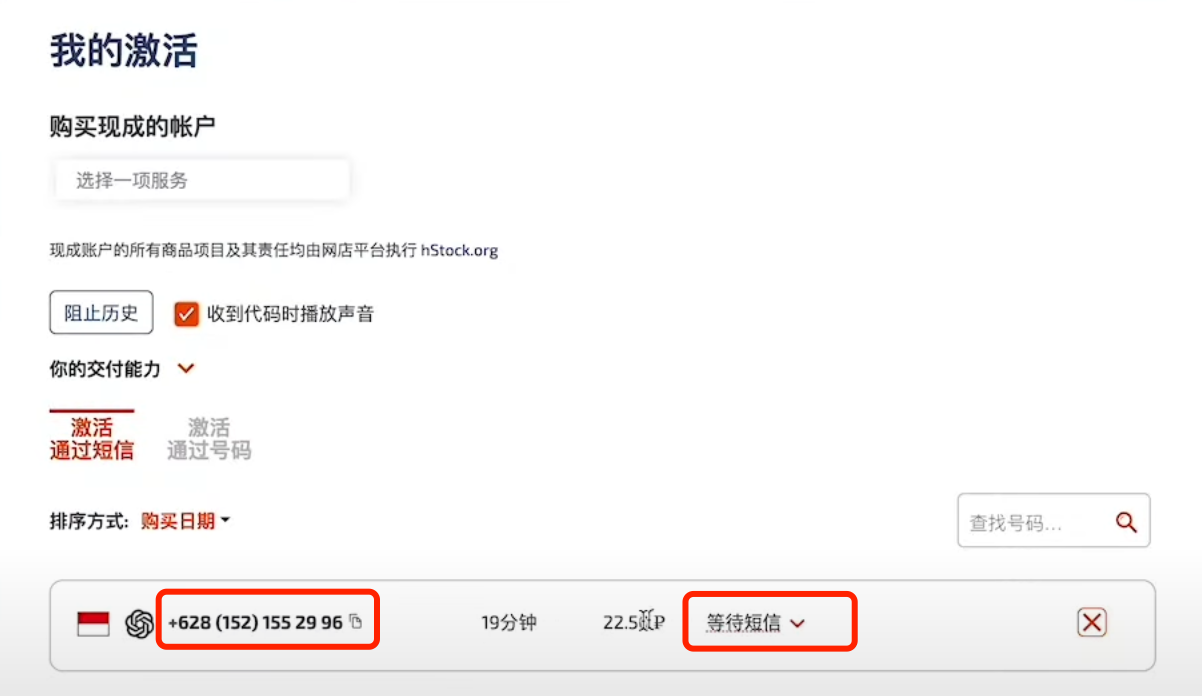 我的激活
购买现成的帐户
选择一项服务
现成账户的所有商品项目及其责任均由网店平台执行 hStock.org
阻止历史 收到代码时播放声音
你的交付能力
激活 激活
通过短信 通过号码
排序方式: 购买日期 查找号码...
+628 (152) 155 29 96 19分钟 22.5 ₽ 等待短信